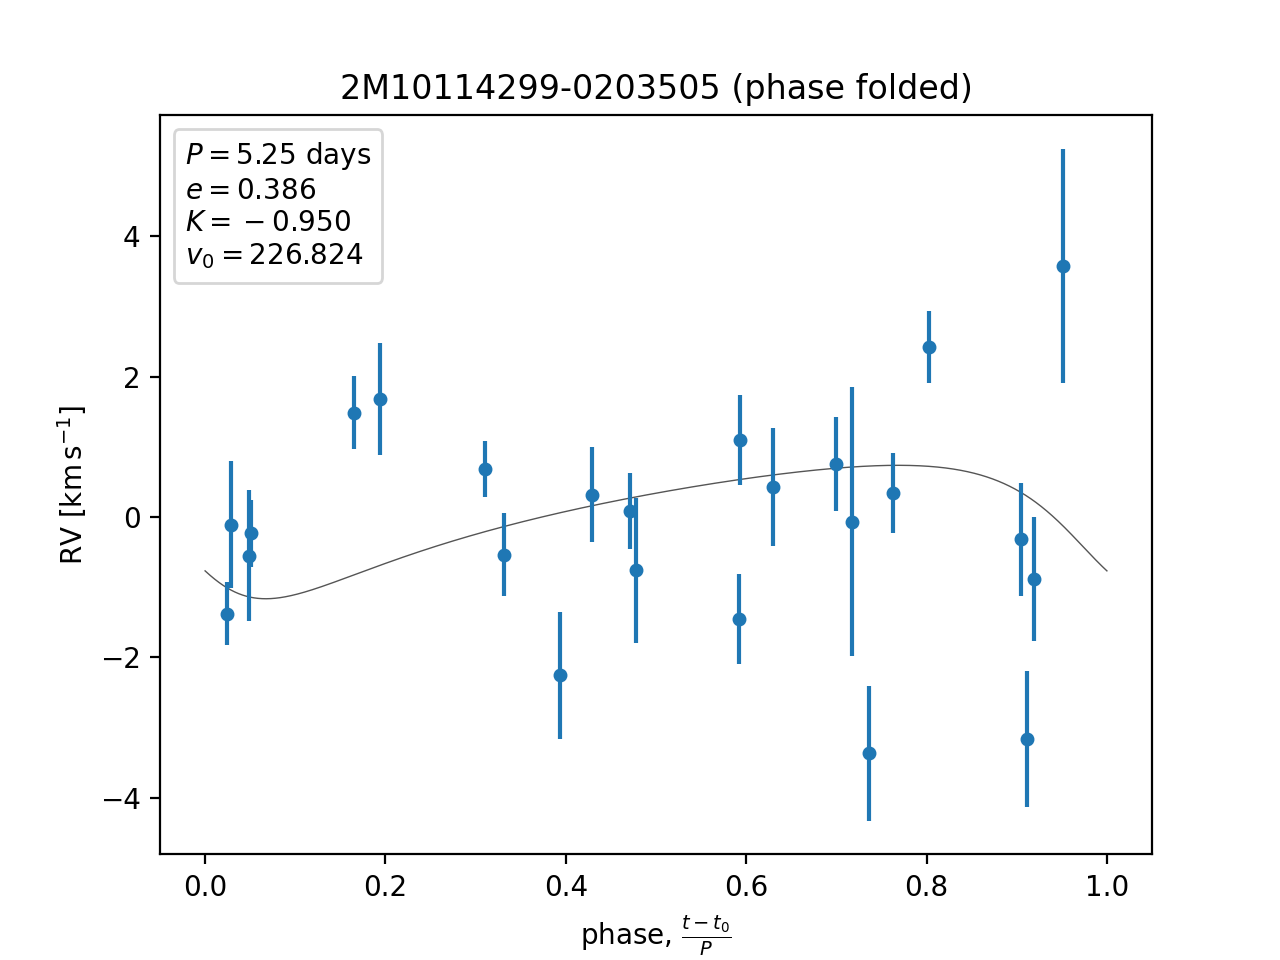 2M10114299-0203505 (phase folded)
P = 5.25 days
e = 0.386
K = −0.950
v₀ = 226.824
RV [km s⁻¹]
4
2
0
−2
−4
0.0 0.2 0.4 0.6 0.8 1.0
phase, (t − t₀)/P